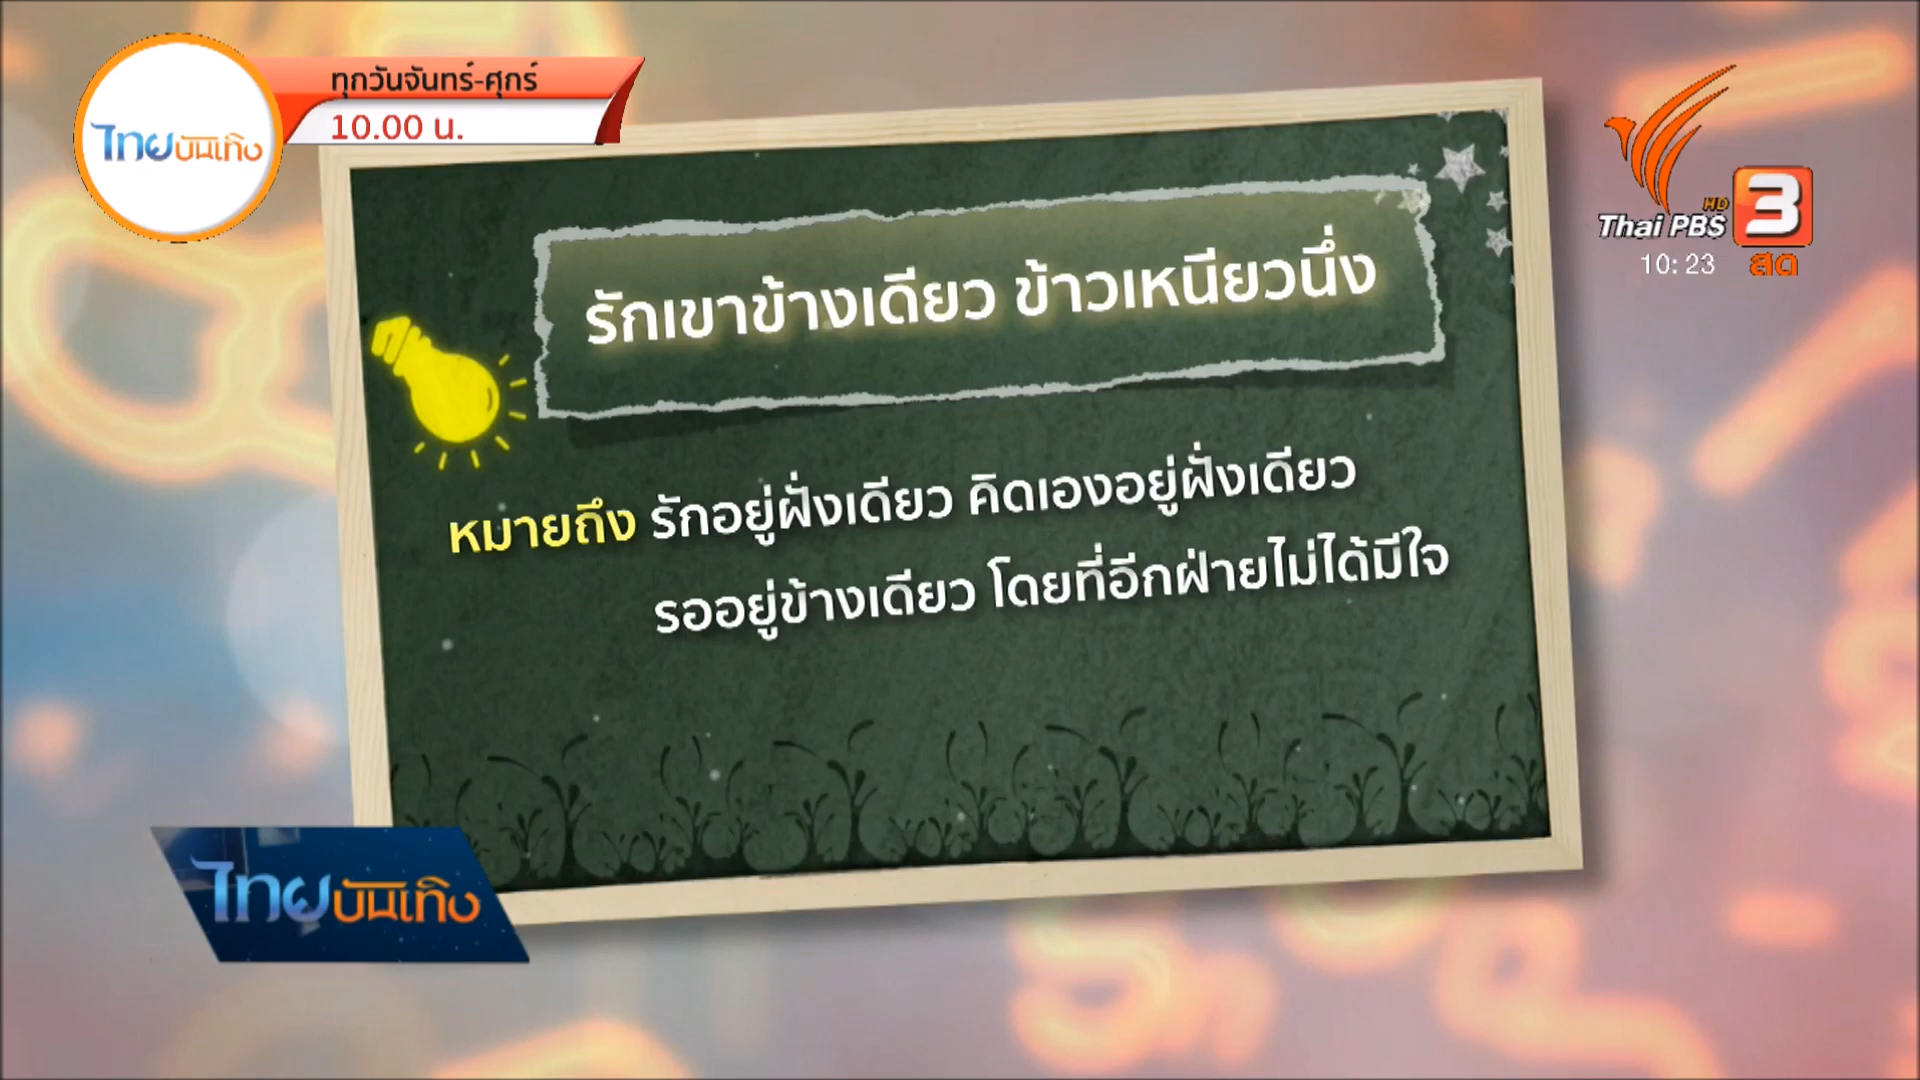 ทุกวันจันทร์-ศุกร์
10.00 น.
ไทยบันเทิง
HD
Thai PBS 3
10:23 สด
รักเขาข้างเดียว ข้าวเหนียวนึ่ง
หมายถึง รักอยู่ฝั่งเดียว คิดเองอยู่ฝั่งเดียว
รออยู่ข้างเดียว โดยที่อีกฝ่ายไม่ได้มีใจ
ไทยบันเทิง